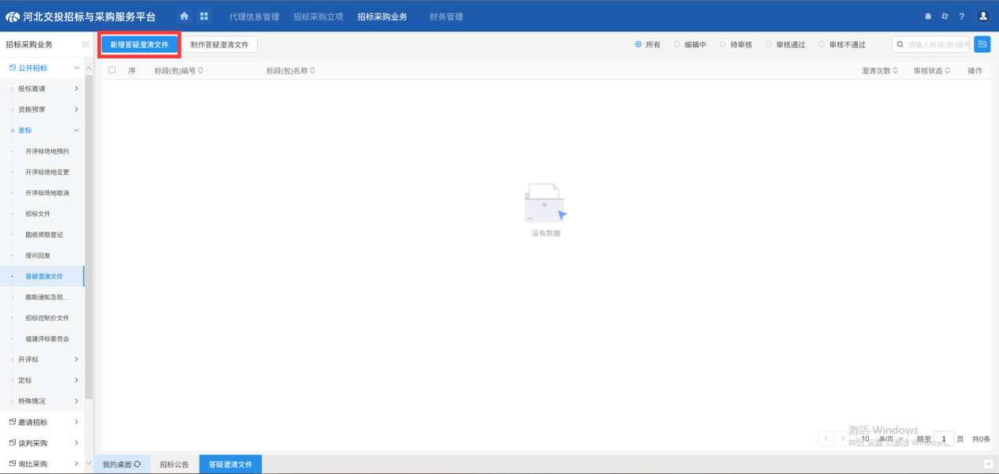 河北交投招标与采购服务平台 代理信息管理 招标采购立项 招标采购业务 财务管理 ?
招标采购业务 新增答疑澄清文件 制作答疑澄清文件 所有 编辑中 待审核 审核通过 审核不通过 请输入标段(包)编号
公开招标 序 标段(包)编号 标段(包)名称 澄清次数 审核状态 操作
投标邀请
资格预审
发标
开评标场地预约
开评标场地变更
开评标场地取消
招标文件
图纸领取登记
没有数据
提问回复
答疑澄清文件
踏勘通知及现...
招标控制价文件
组建评标委员会
开评标
定标
特殊情况
邀请招标
激活 Windows
10 条/页 跳至 1 页 共0条
转到"设置"以激活 Windows。
谈判采购
询比采购 我的桌面 招标公告 答疑澄清文件